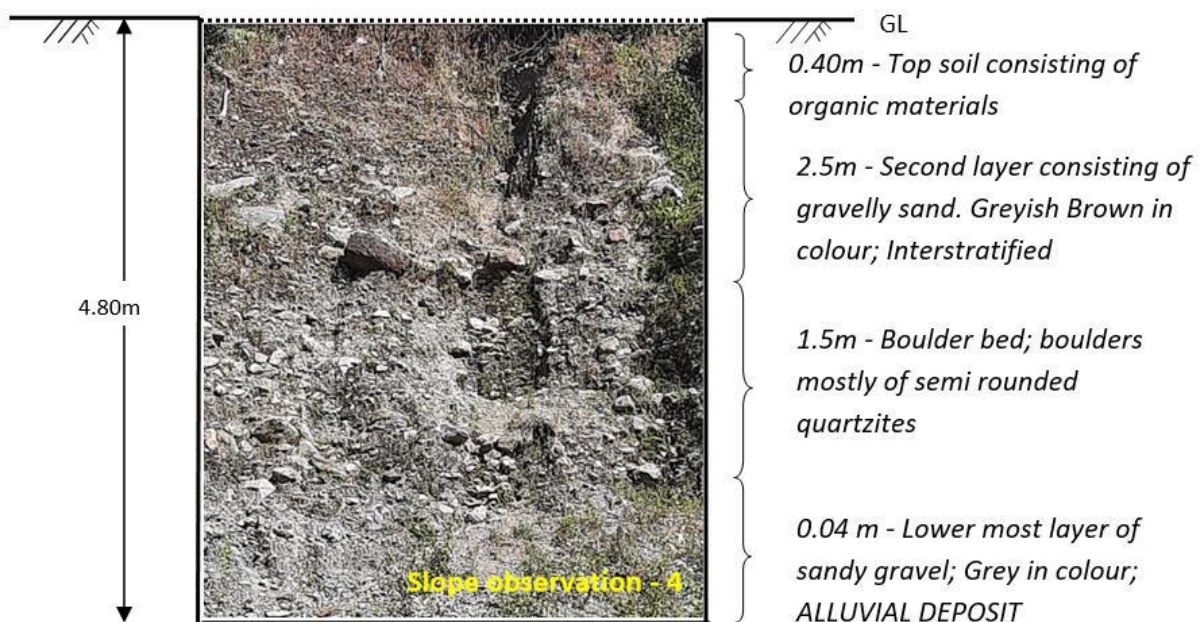 GL
0.40m - Top soil consisting of
organic materials
2.5m - Second layer consisting of
gravelly sand. Greyish Brown in
colour; Interstratified
4.80m
1.5m - Boulder bed; boulders
mostly of semi rounded
quartzites
0.04 m - Lower most layer of
sandy gravel; Grey in colour;
ALLUVIAL DEPOSIT
Slope observation - 4